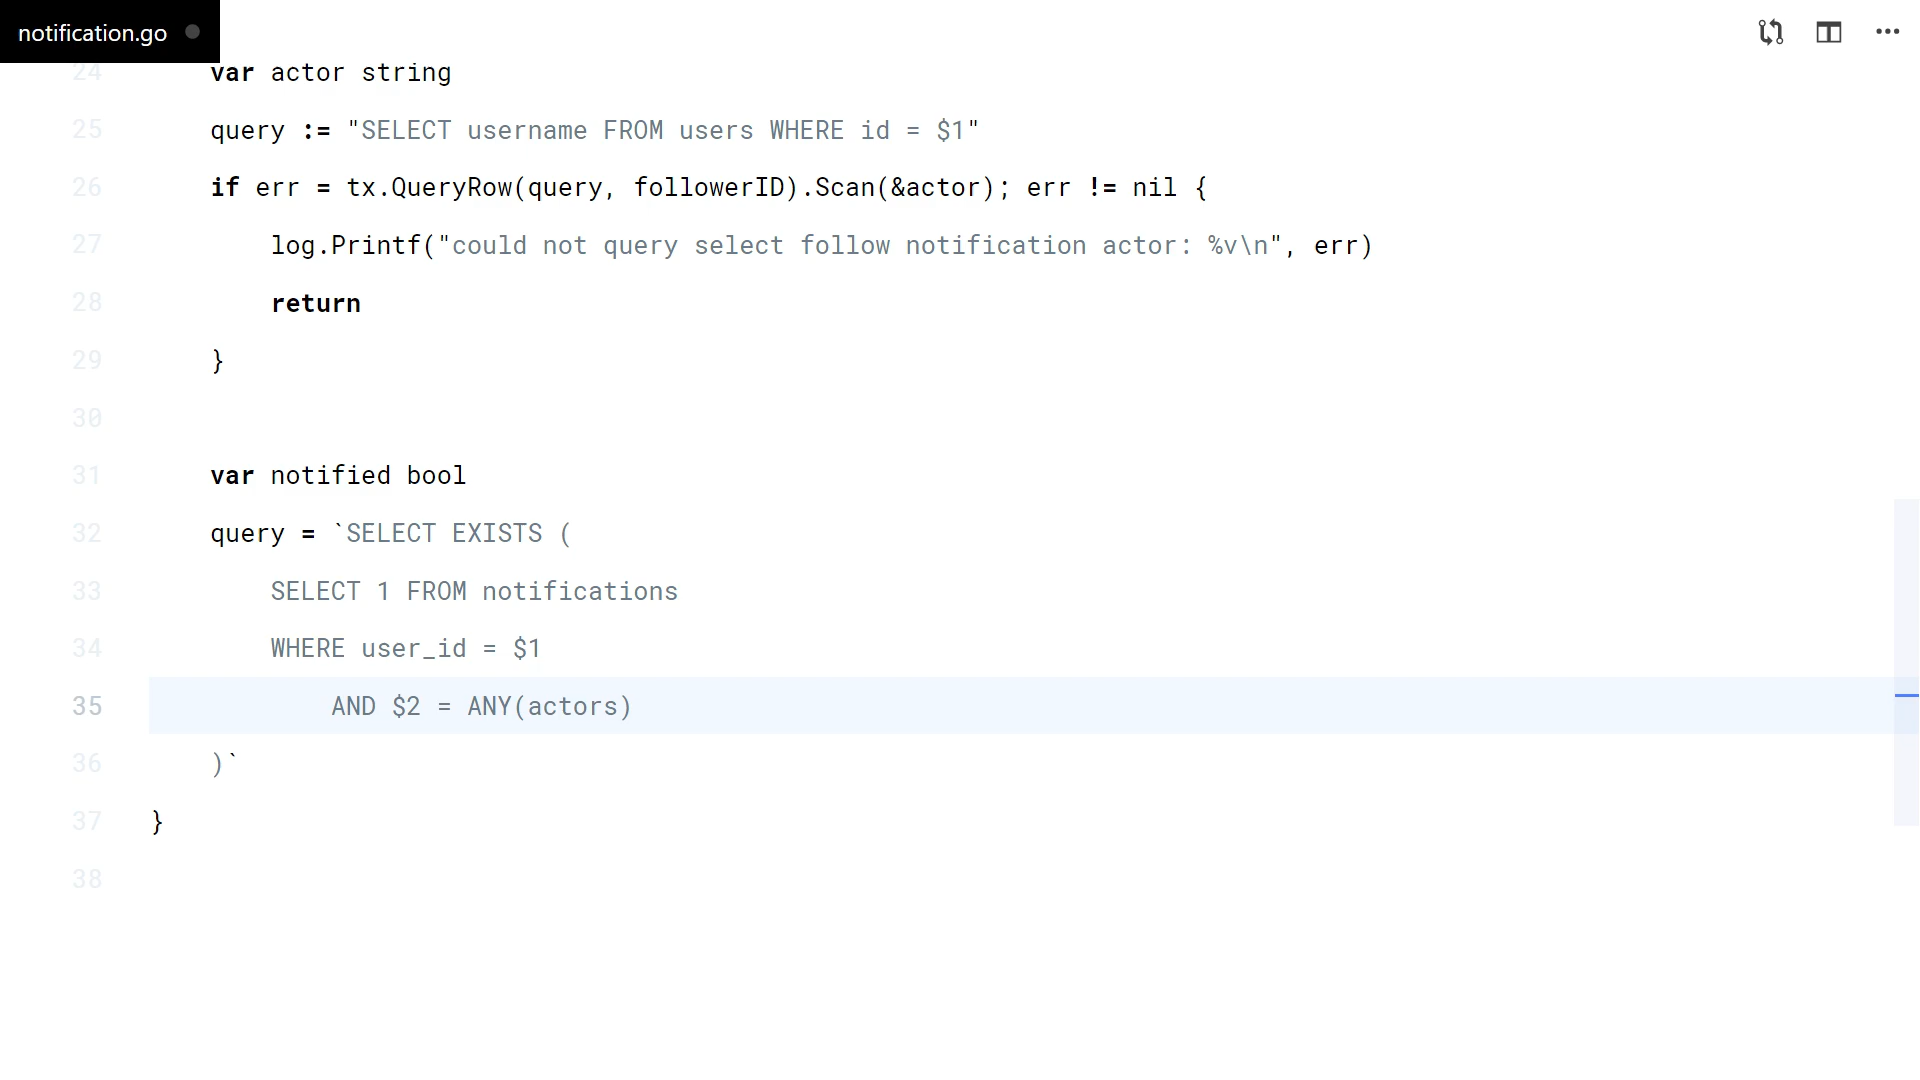 notification.go
24 var actor string
25 query := "SELECT username FROM users WHERE id = $1"
26 if err = tx.QueryRow(query, followerID).Scan(&actor); err != nil {
27 log.Printf("could not query select follow notification actor: %v\n", err)
28 return
29 }
30
31 var notified bool
32 query = `SELECT EXISTS (
33 SELECT 1 FROM notifications
34 WHERE user_id = $1
35 AND $2 = ANY(actors)
36 )`
37 }
38